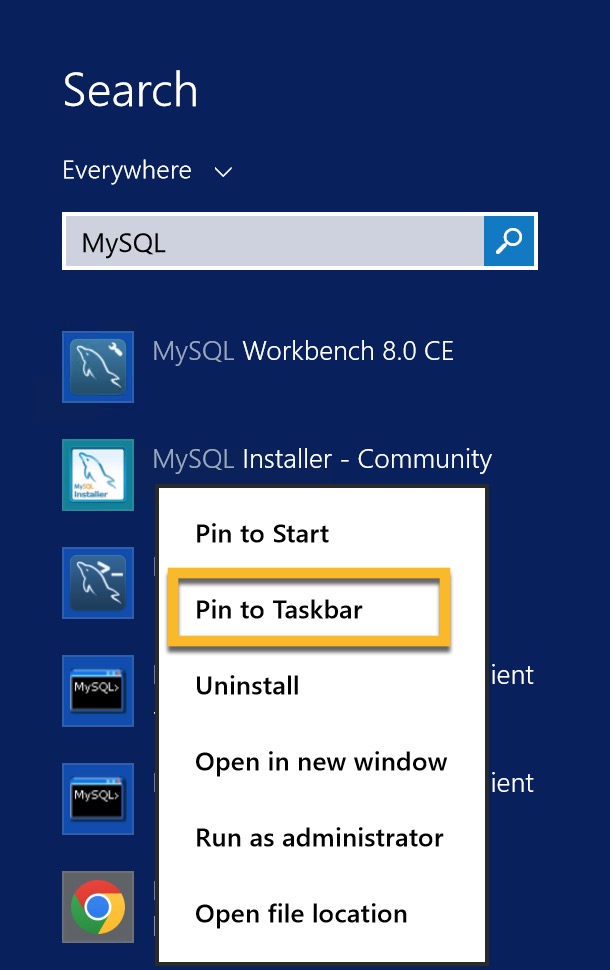 Search
Everywhere
MySQL
MySQL Workbench 8.0 CE
MySQL Installer - Community
MySQL
Installer
Pin to Start
Pin to Taskbar
Uninstall
ient
MySQL>
Open in new window
ient
MySQL>
Run as administrator
Open file location